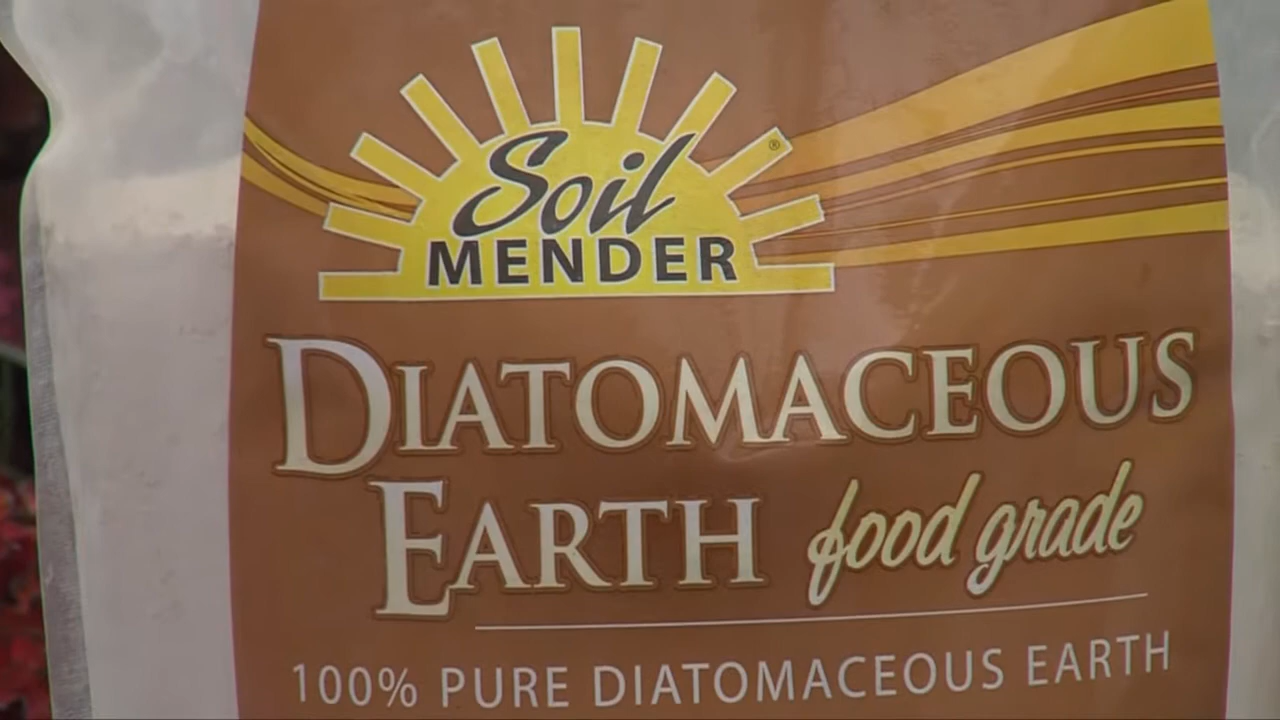 Soil
MENDER
®
DIATOMACEOUS
EARTH food grade
100% PURE DIATOMACEOUS EARTH